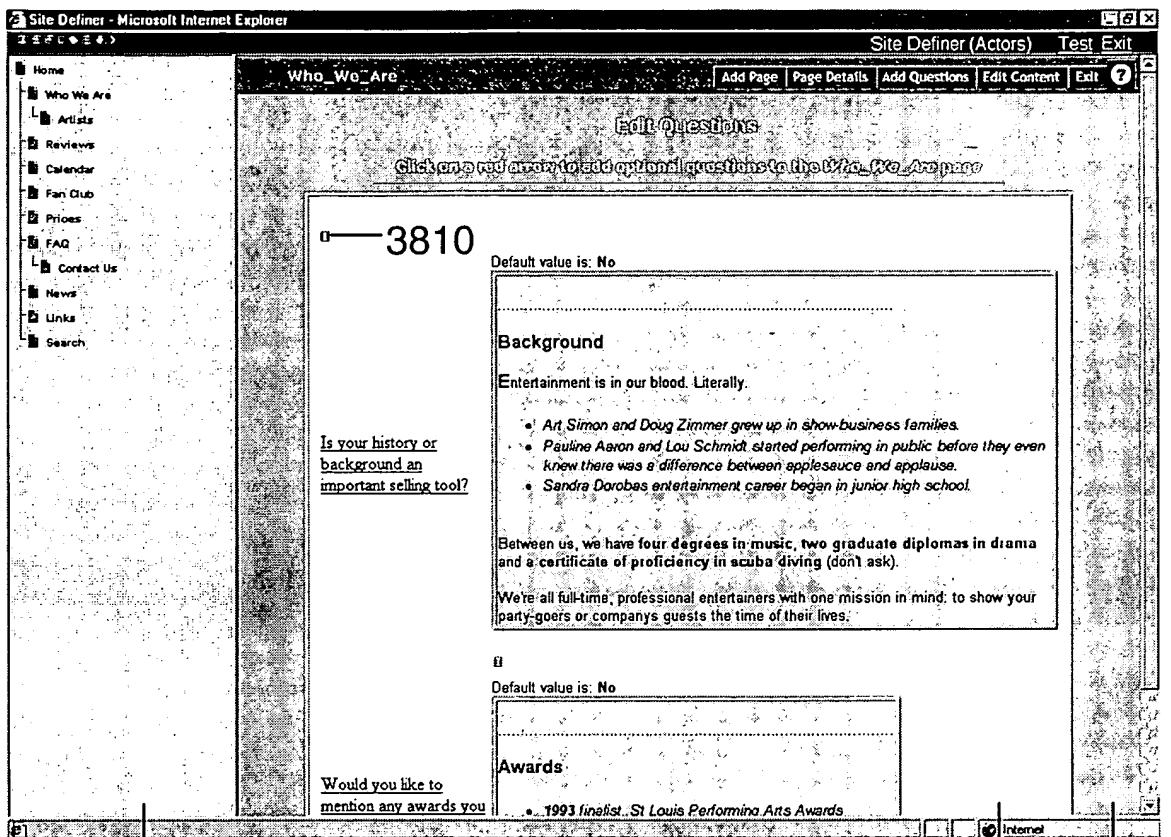 Site Definer - Microsoft Internet Explorer
Site Definer (Actors) Test Exit
Home
Who We Are
Artists
Reviews
Calendar
Fan Club
Prices
FAQ
Contact Us
News
Links
Search
Who_We_Are Add Page Page Details Add Questions Edit Content Exit ?
Edit Questions
Click on a red arrow to add optional questions to the Who_We_Are page
3810
Default value is: No
Background
Entertainment is in our blood. Literally.
• Art Simon and Doug Zimmer grew up in show-business families.
• Pauline Aaron and Lou Schmidt started performing in public before they even
knew there was a difference between applesauce and applause.
• Sandra Dorobas entertainment career began in junior high school.
Is your history or
background an
important selling tool?
Between us, we have four degrees in music, two graduate diplomas in drama
and a certificate of proficiency in scuba diving (don't ask).
We're all full-time, professional entertainers with one mission in mind: to show your
party-goers or companys guests the time of their lives.
Default value is: No
Awards
Would you like to
mention any awards you
• 1993 finalist, St Louis Performing Arts Awards
Internet